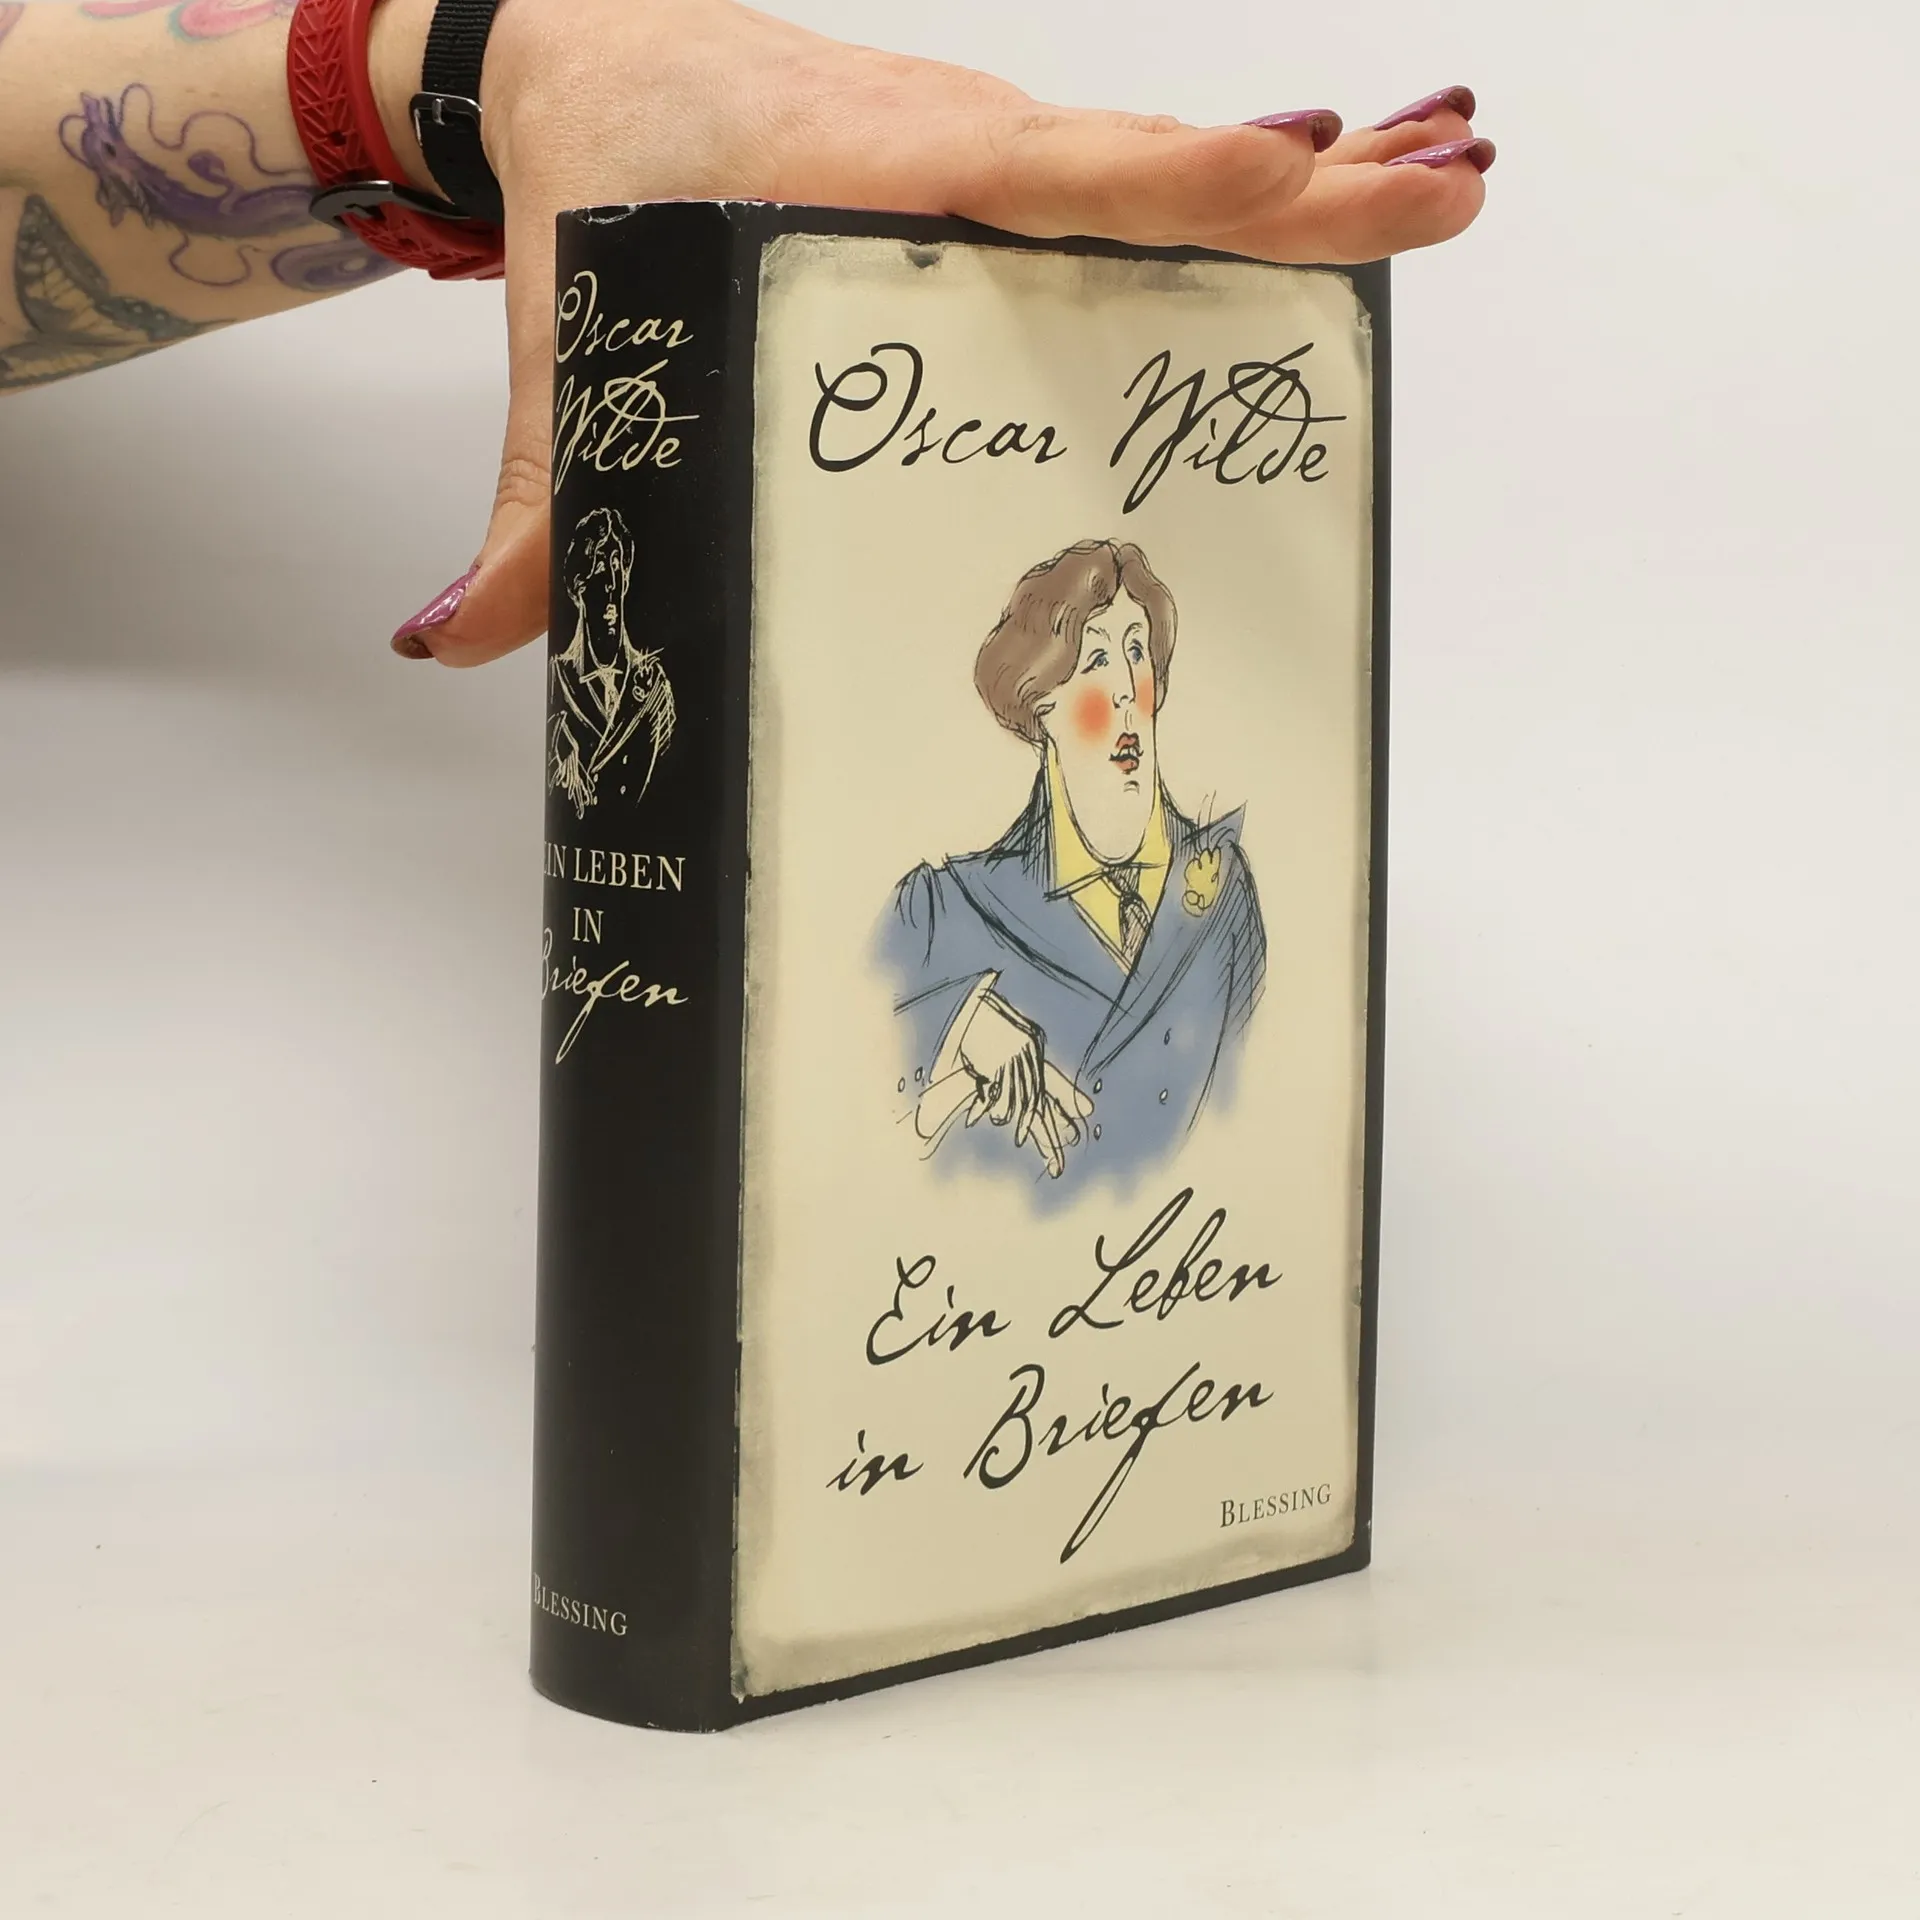 Oscar
Wilde
EIN LEBEN
IN
Briefen
BLESSING
Oscar Wilde
Ein Leben
in Briefen
BLESSING